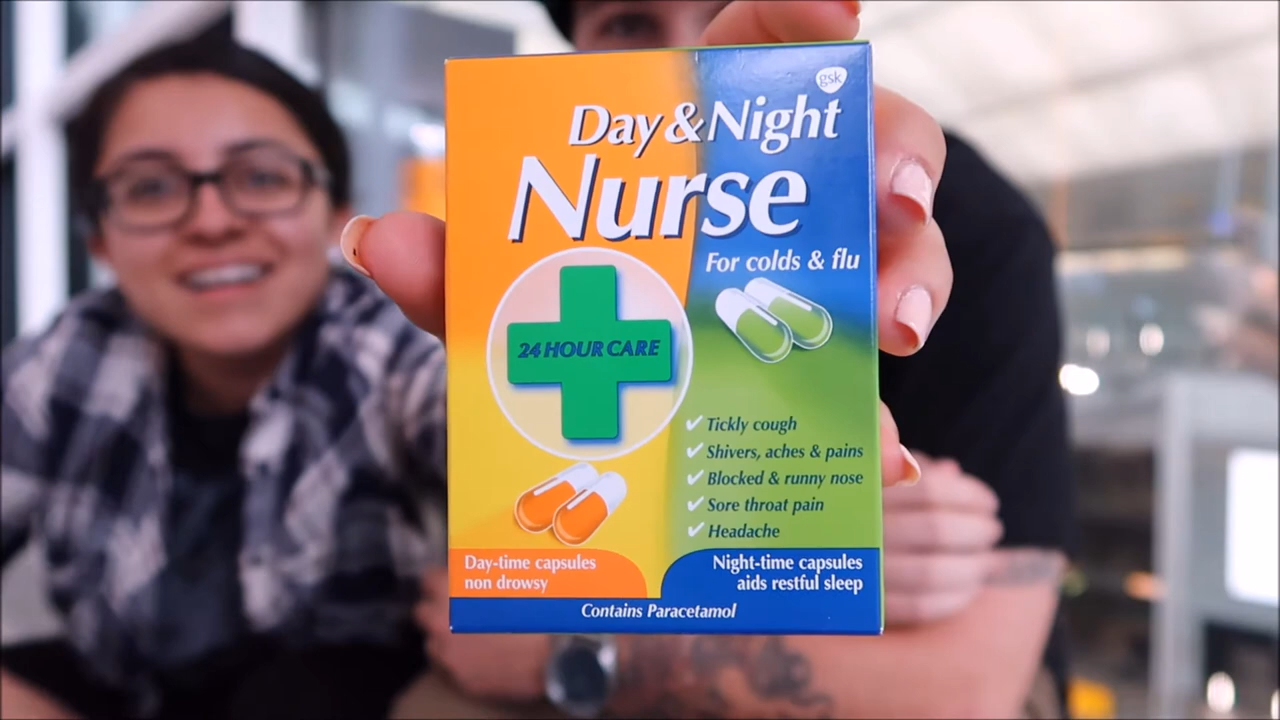 gsk
Day & Night
Nurse
For colds & flu
24 HOUR CARE
✓ Tickly cough
✓ Shivers, aches & pains
✓ Blocked & runny nose
✓ Sore throat pain
✓ Headache
Day-time capsules
non drowsy
Night-time capsules
aids restful sleep
Contains Paracetamol